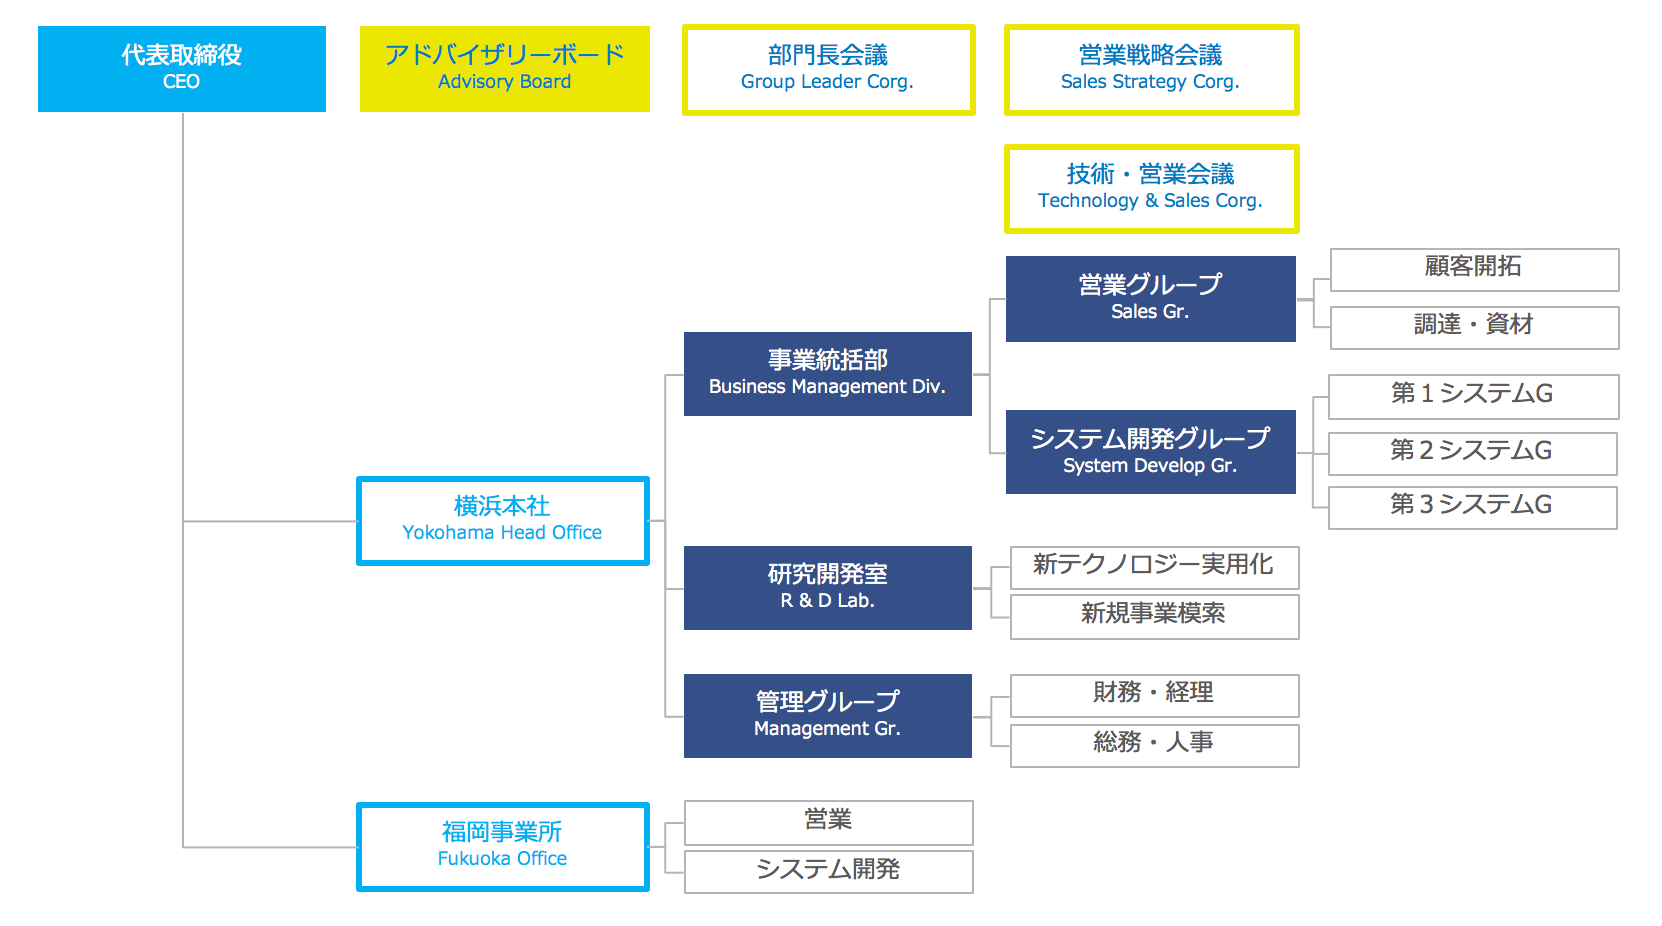 代表取締役
CEO
アドバイザリーボード
Advisory Board
部門長会議
Group Leader Corg.
営業戦略会議
Sales Strategy Corg.
技術・営業会議
Technology & Sales Corg.
営業グループ
Sales Gr.
顧客開拓
調達・資材
事業統括部
Business Management Div.
システム開発グループ
System Develop Gr.
第１システムG
第２システムG
第３システムG
横浜本社
Yokohama Head Office
研究開発室
R & D Lab.
新テクノロジー実用化
新規事業模索
管理グループ
Management Gr.
財務・経理
総務・人事
福岡事業所
Fukuoka Office
営業
システム開発